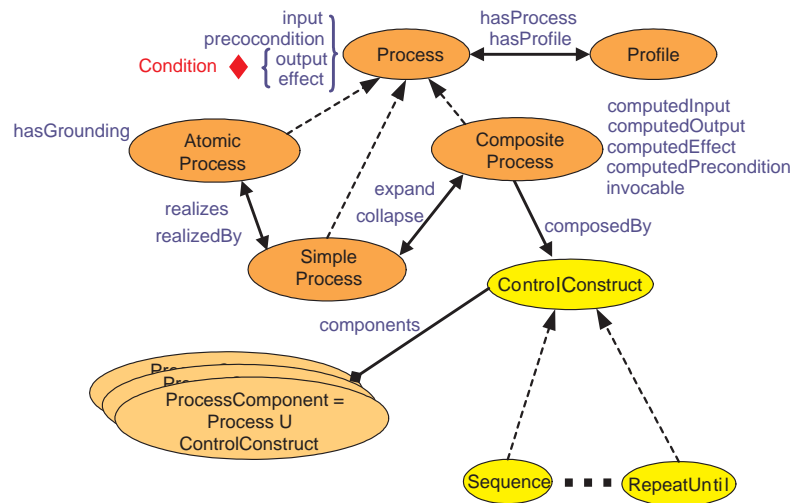 input
precocondition
output
effect
Condition
Process
hasProcess
hasProfile
Profile
hasGrounding
Atomic
Process
Composite
Process
computedInput
computedOutput
computedEffect
computedPrecondition
invocable
realizes
realizedBy
expand
collapse
composedBy
Simple
Process
ControlConstruct
components
ProcessComponent =
Process U
ControlConstruct
Sequence
RepeatUntil